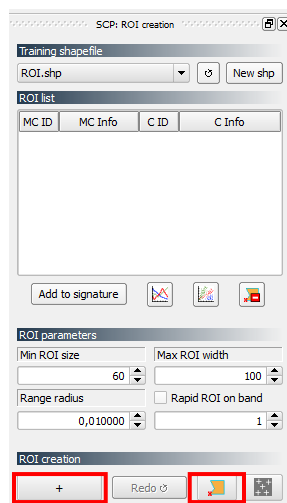 SCP: ROI creation
Training shapefile
ROI.shp
New shp
ROI list
MC ID MC Info C ID C Info
Add to signature
ROI parameters
Min ROI size Max ROI width
60 100
Range radius Rapid ROI on band
0,010000 1
ROI creation
+ Redo ↺